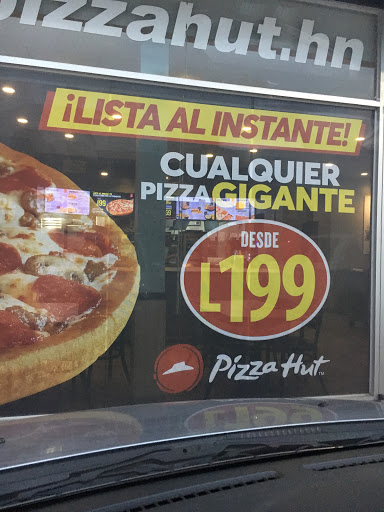 pizzahut.hn
¡LISTA AL INSTANTE!
CUALQUIER
PIZZA GIGANTE
DESDE
L199
Pizza Hut